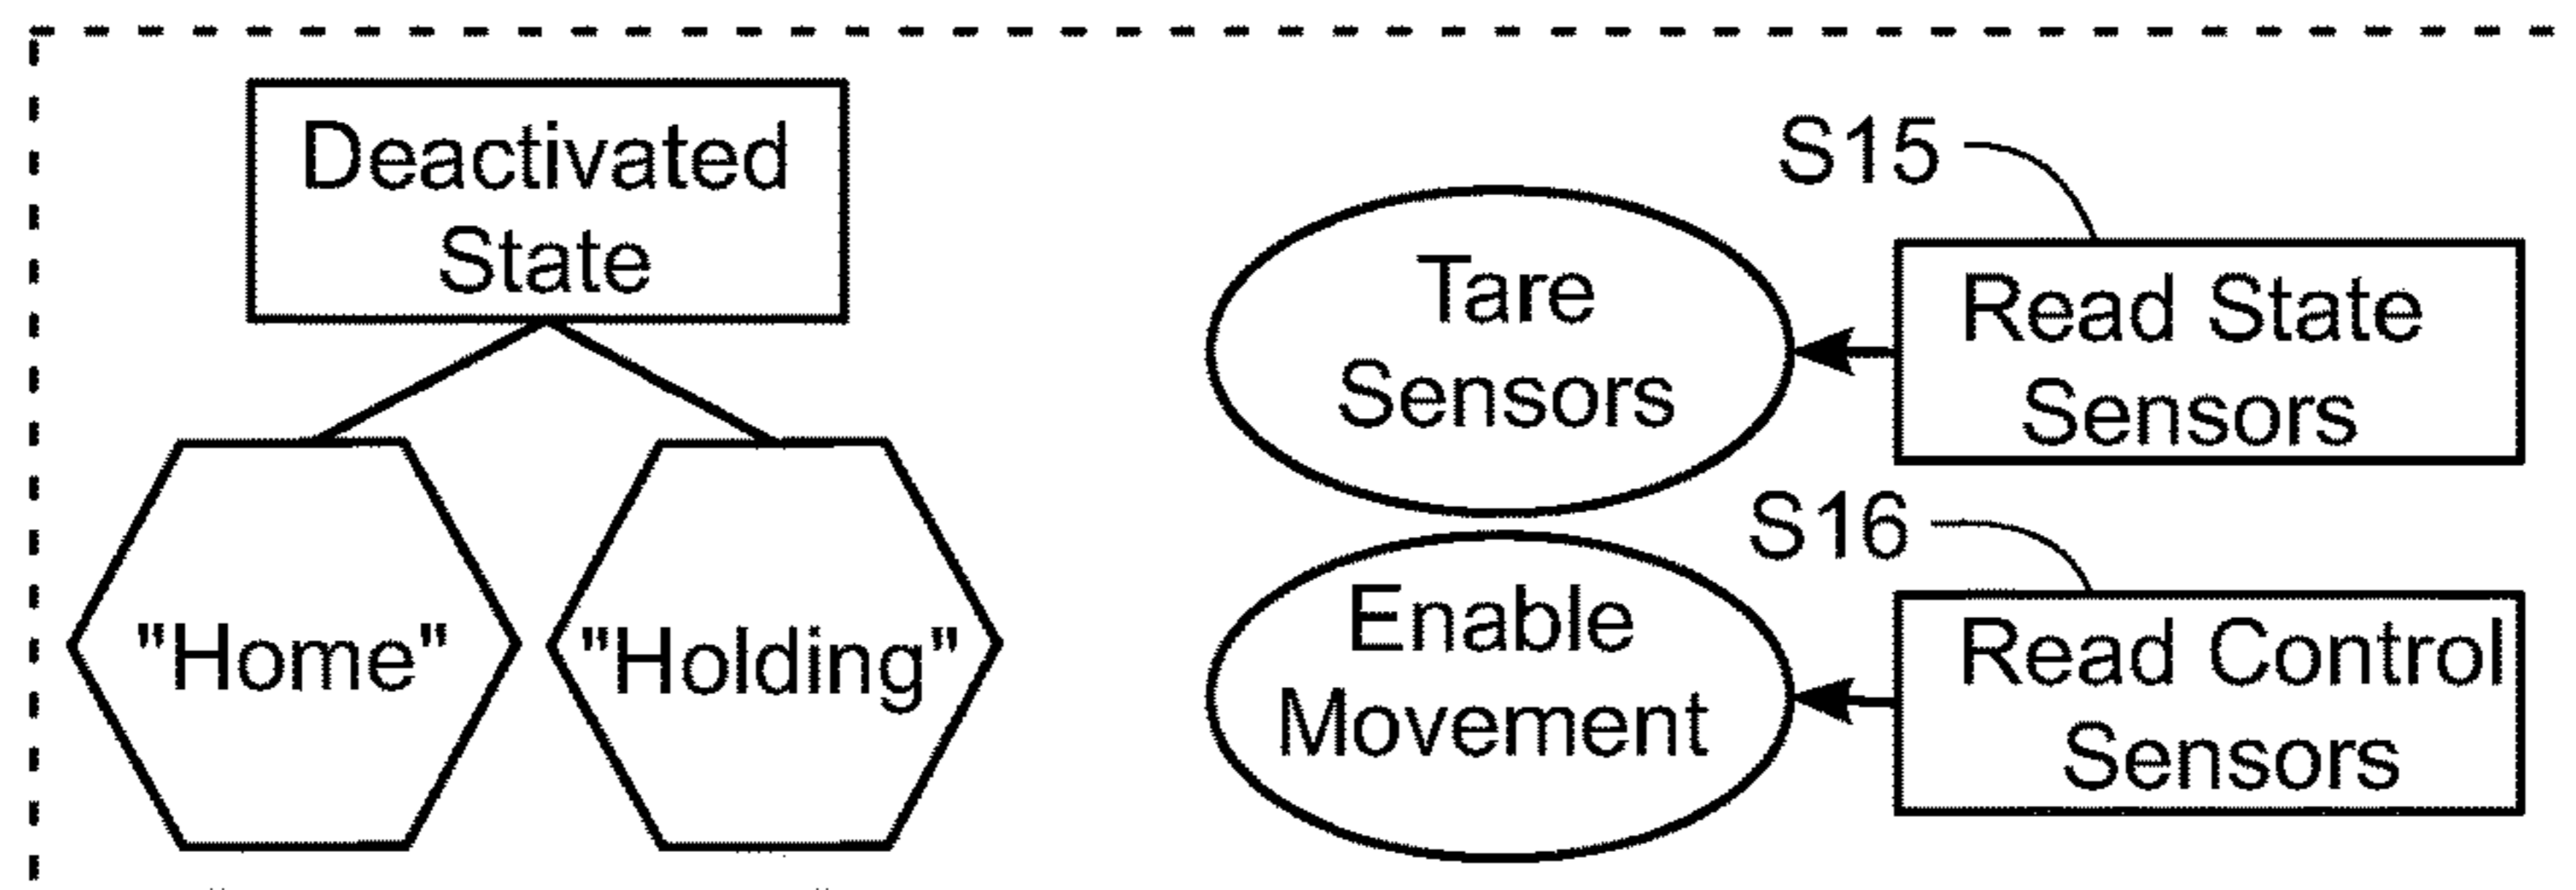 Deactivated
State
"Home"
"Holding"
Tare
Sensors
S15
Read State
Sensors
Enable
Movement
S16
Read Control
Sensors